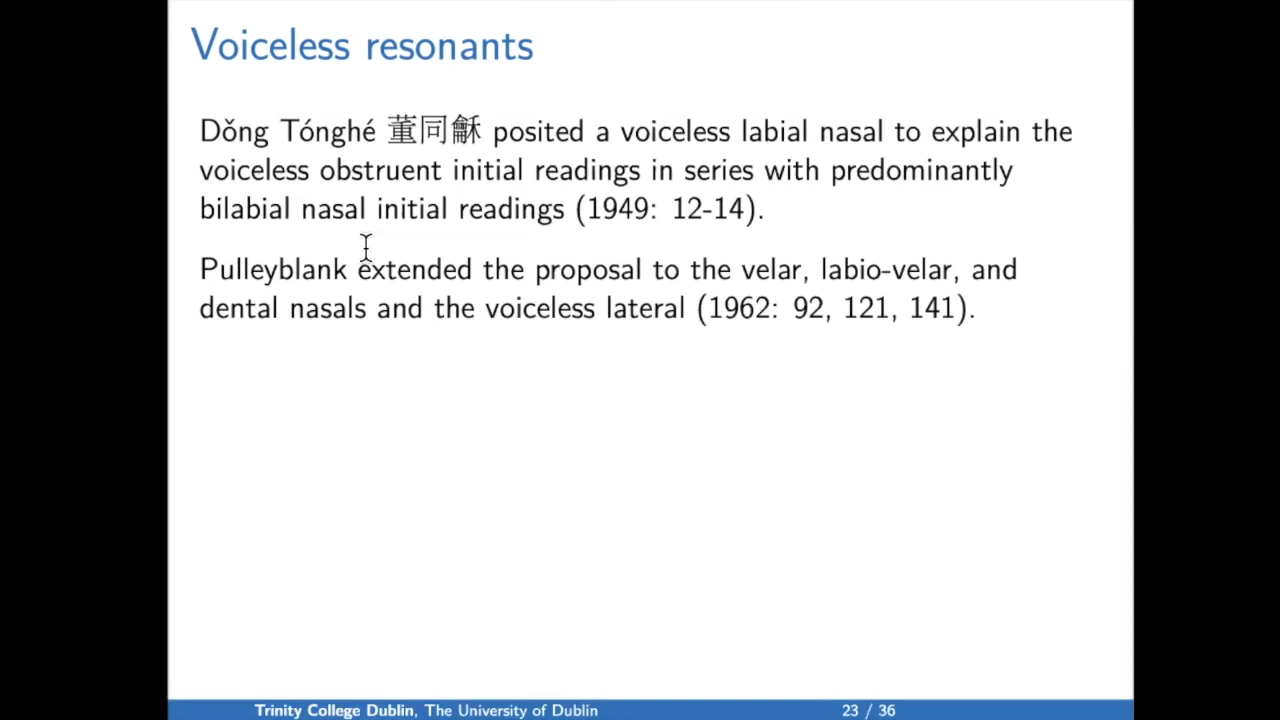 Voiceless resonants
Dǒng Tónghé 董同龢 posited a voiceless labial nasal to explain the
voiceless obstruent initial readings in series with predominantly
bilabial nasal initial readings (1949: 12-14).
Pulleyblank extended the proposal to the velar, labio-velar, and
dental nasals and the voiceless lateral (1962: 92, 121, 141).
Trinity College Dublin, The University of Dublin 23 / 36